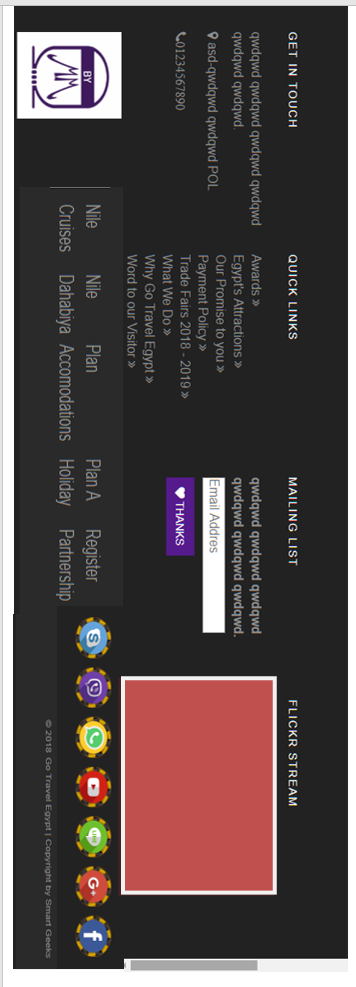 GET IN TOUCH
qwdqwd qwdqwd qwdqwd qwdqwd
qwdqwd qwdqwd.
asd-qwdqwd qwdqwd POL
01234567890
QUICK LINKS
Awards »
Egypt's Attractions »
Our Promise to you »
Payment Policy »
Trade Fairs 2018 - 2019 »
What We Do »
Why Go Travel Egypt »
Word to our Visitor »
MAILING LIST
qwdqwd qwdqwd qwdqwd
qwdqwd qwdqwd qwdqwd.
Email Addres
THANKS
FLICKR STREAM
BY
Nile Cruises
Nile Dahabiya
Plan Accomodations
Plan A Holiday
Register Partnership
LINE
G+
f
© 2018 Go Travel Egypt | Copyright by Smart Geeks